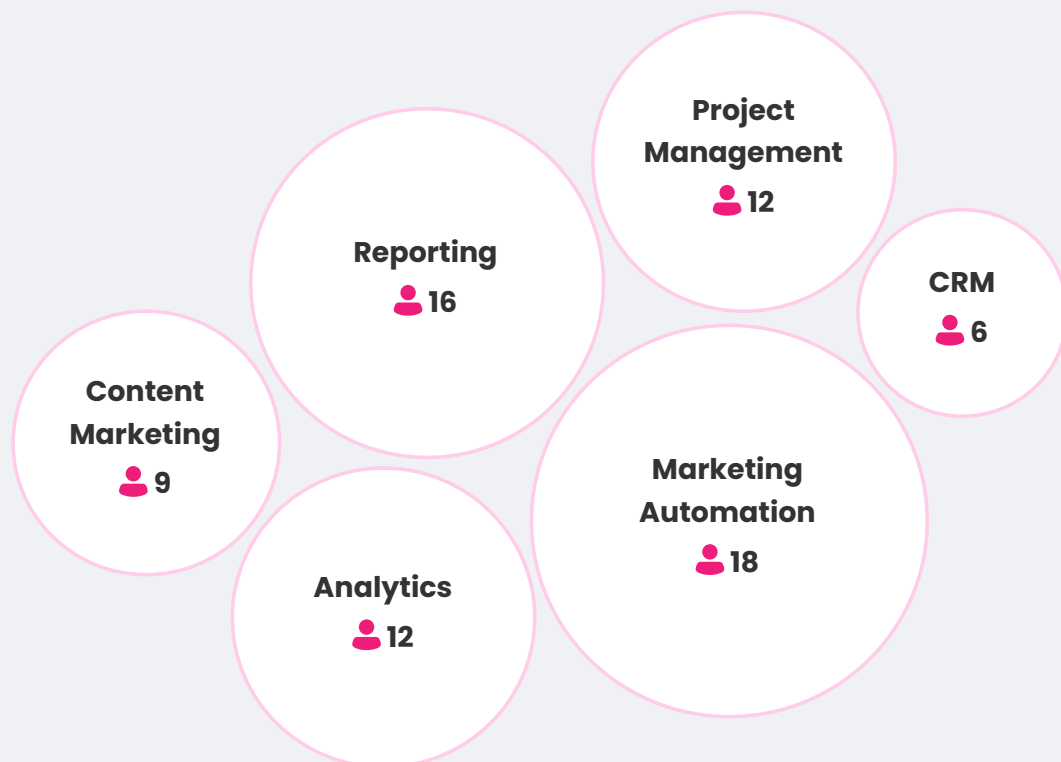 Project
Management
12
Reporting
16
CRM
6
Content
Marketing
9
Marketing
Automation
18
Analytics
12